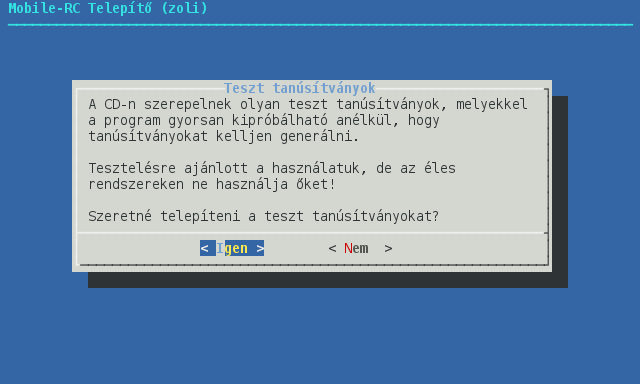 Mobile-RC Telepítő (zoli)
Teszt tanúsítványok
A CD-n szerepelnek olyan teszt tanúsítványok, melyekkel
a program gyorsan kipróbálható anélkül, hogy
tanúsítványokat kelljen generálni.
Tesztelésre ajánlott a használatuk, de az éles
rendszereken ne használja őket!
Szeretné telepíteni a teszt tanúsítványokat?
< Igen > < Nem >